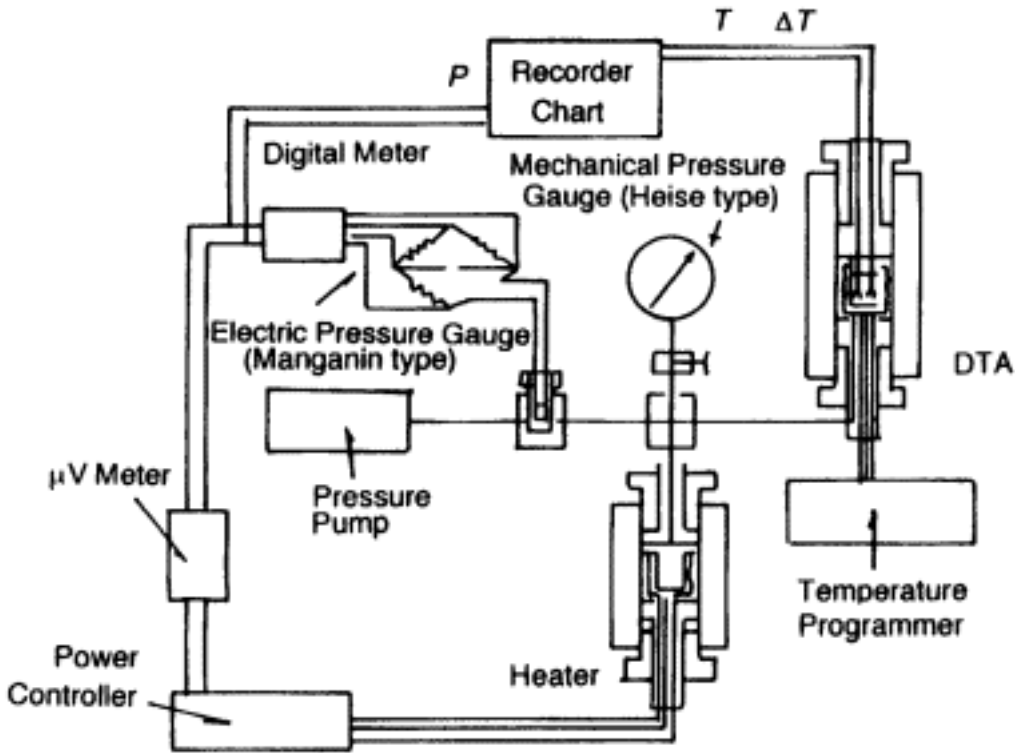 T ΔT
P
Recorder
Chart
Digital Meter
Mechanical Pressure
Gauge (Heise type)
Electric Pressure Gauge
(Manganin type)
DTA
μV Meter
Pressure
Pump
Temperature
Programmer
Power
Controller
Heater